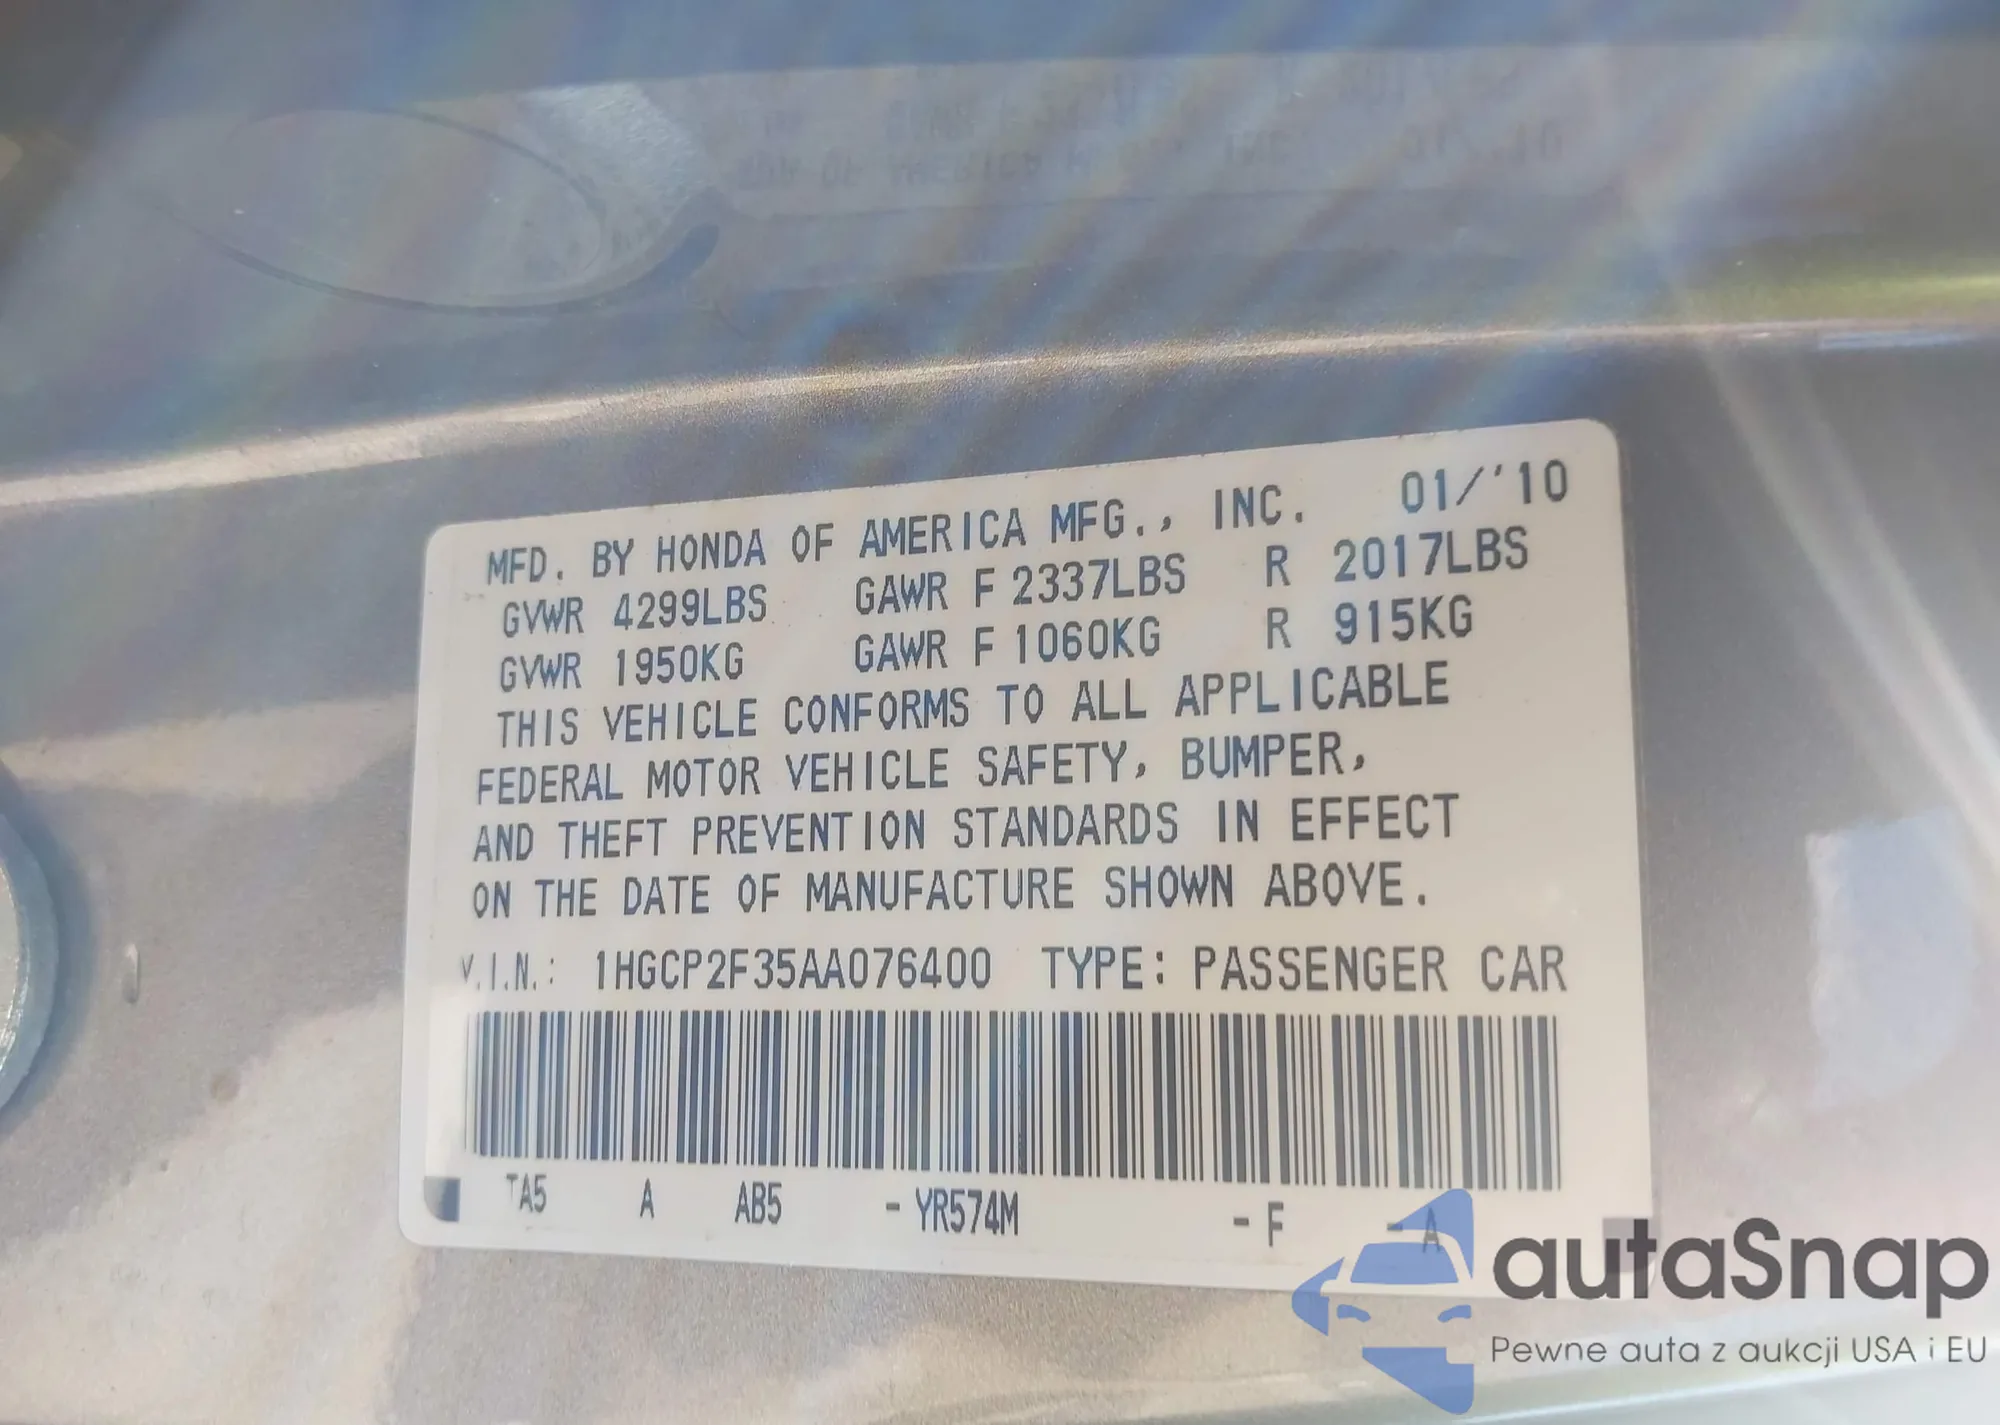 MFD. BY HONDA OF AMERICA MFG., INC. 01/'10
GVWR 4299LBS GAWR F 2337LBS R 2017LBS
GVWR 1950KG GAWR F 1060KG R 915KG
THIS VEHICLE CONFORMS TO ALL APPLICABLE
FEDERAL MOTOR VEHICLE SAFETY, BUMPER,
AND THEFT PREVENTION STANDARDS IN EFFECT
ON THE DATE OF MANUFACTURE SHOWN ABOVE.
V.I.N.: 1HGCP2F35AA076400 TYPE: PASSENGER CAR
TA5 A AB5 - YR574M - F - A
autaSnap
Pewne auta z aukcji USA i EU